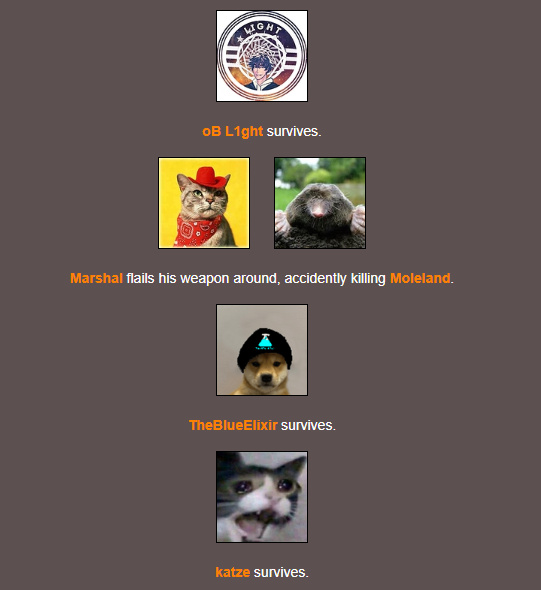 LIGHT
oB L1ght survives.
Marshal flails his weapon around, accidently killing Moleland.
TheBlueElixir survives.
katze survives.